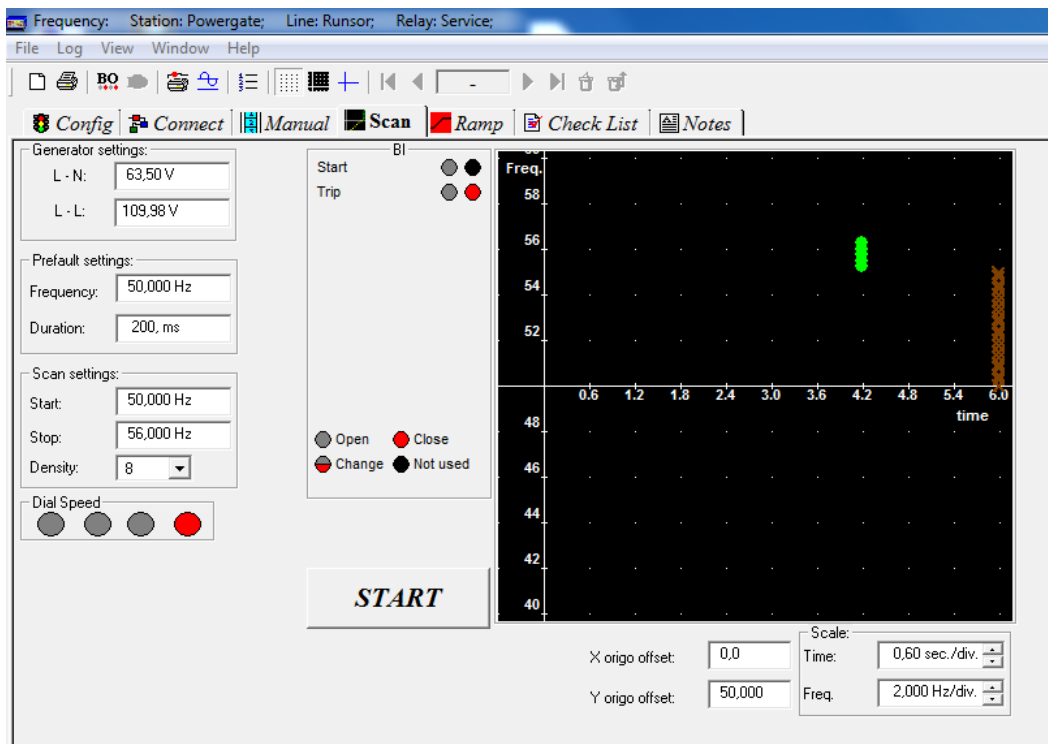 Frequency: Station: Powergate; Line: Runsor; Relay: Service;
File Log View Window Help
BQ -
Config Connect Manual Scan Ramp Check List Notes
Generator settings:
L - N: 63,50 V
L - L: 109,98 V
Prefault settings:
Frequency: 50,000 Hz
Duration: 200, ms
Scan settings:
Start: 50,000 Hz
Stop: 56,000 Hz
Density: 8
Dial Speed
BI
Start
Trip
Open Close
Change Not used
START
Freq.
58
56
54
52
0.6 1.2 1.8 2.4 3.0 3.6 4.2 4.8 5.4 6.0
time
48
46
44
42
40
X origo offset: 0,0
Y origo offset: 50,000
Scale:
Time: 0,60 sec./div.
Freq. 2,000 Hz/div.